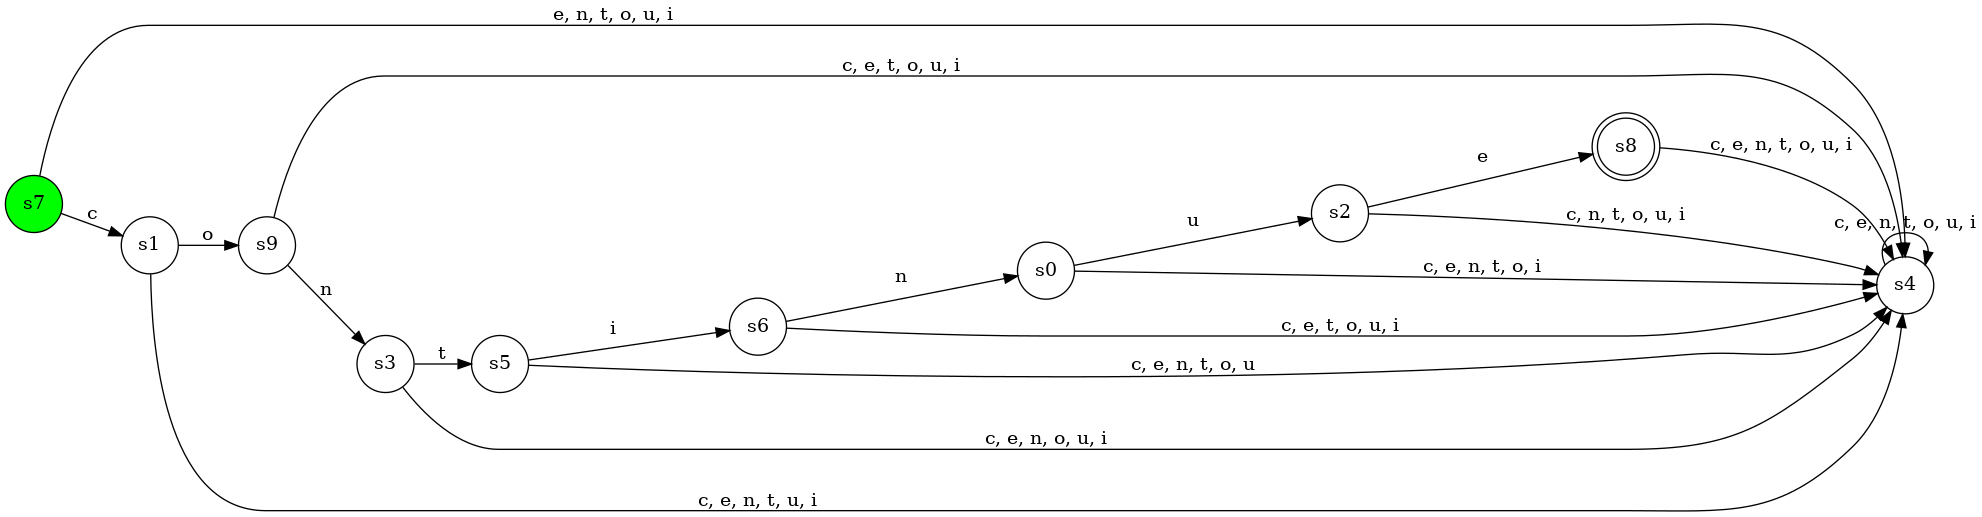 e, n, t, o, u, i
c, e, t, o, u, i
s8
c, e, n, t, o, u, i
e
s7
c
s2
c, n, t, o, u, i
c, e, n, t, o, u, i
u
s1
o
s9
n
s0
c, e, n, t, o, i
s4
n
i
s6
c, e, t, o, u, i
s3
t
s5
c, e, n, t, o, u
c, e, n, o, u, i
c, e, n, t, u, i